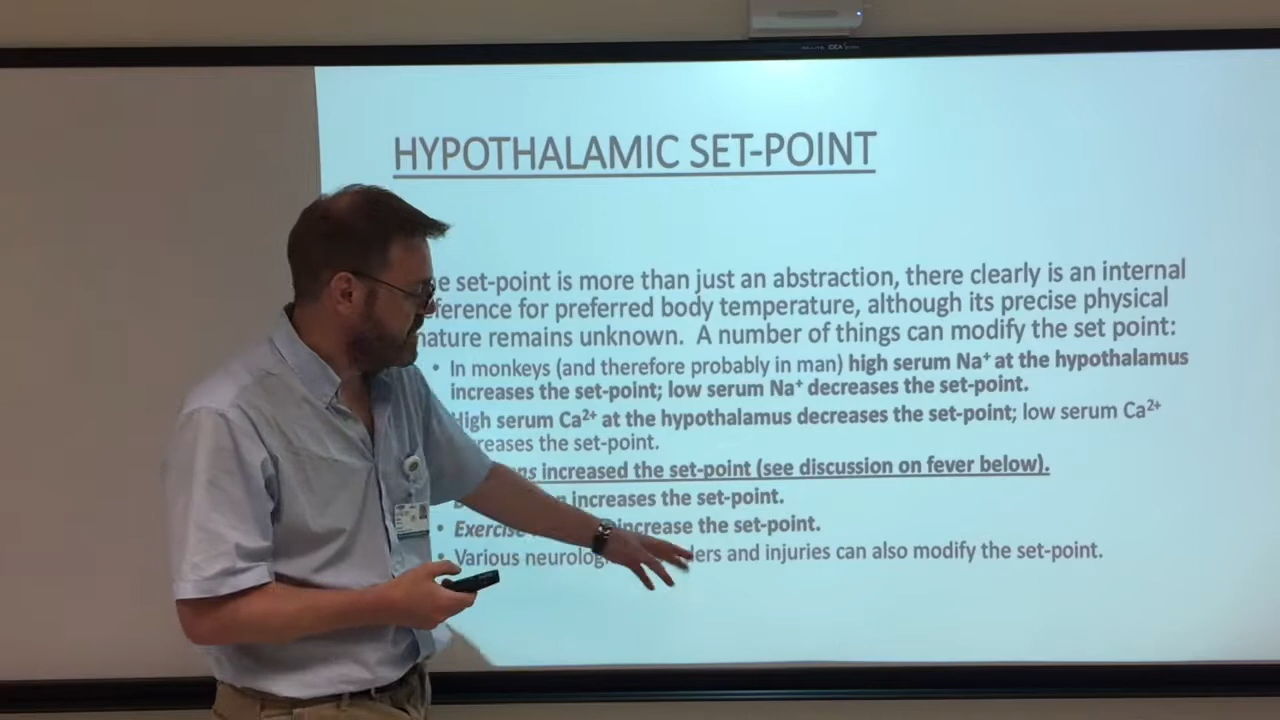 HYPOTHALAMIC SET-POINT
e set-point is more than just an abstraction, there clearly is an internal
ference for preferred body temperature, although its precise physical
nature remains unknown. A number of things can modify the set point:
• In monkeys (and therefore probably in man) high serum Na⁺ at the hypothalamus
increases the set-point; low serum Na⁺ decreases the set-point.
High serum Ca²⁺ at the hypothalamus decreases the set-point; low serum Ca²⁺
reases the set-point.
ns increased the set-point (see discussion on fever below).
increases the set-point.
• Exercise increase the set-point.
• Various neurolog ers and injuries can also modify the set-point.